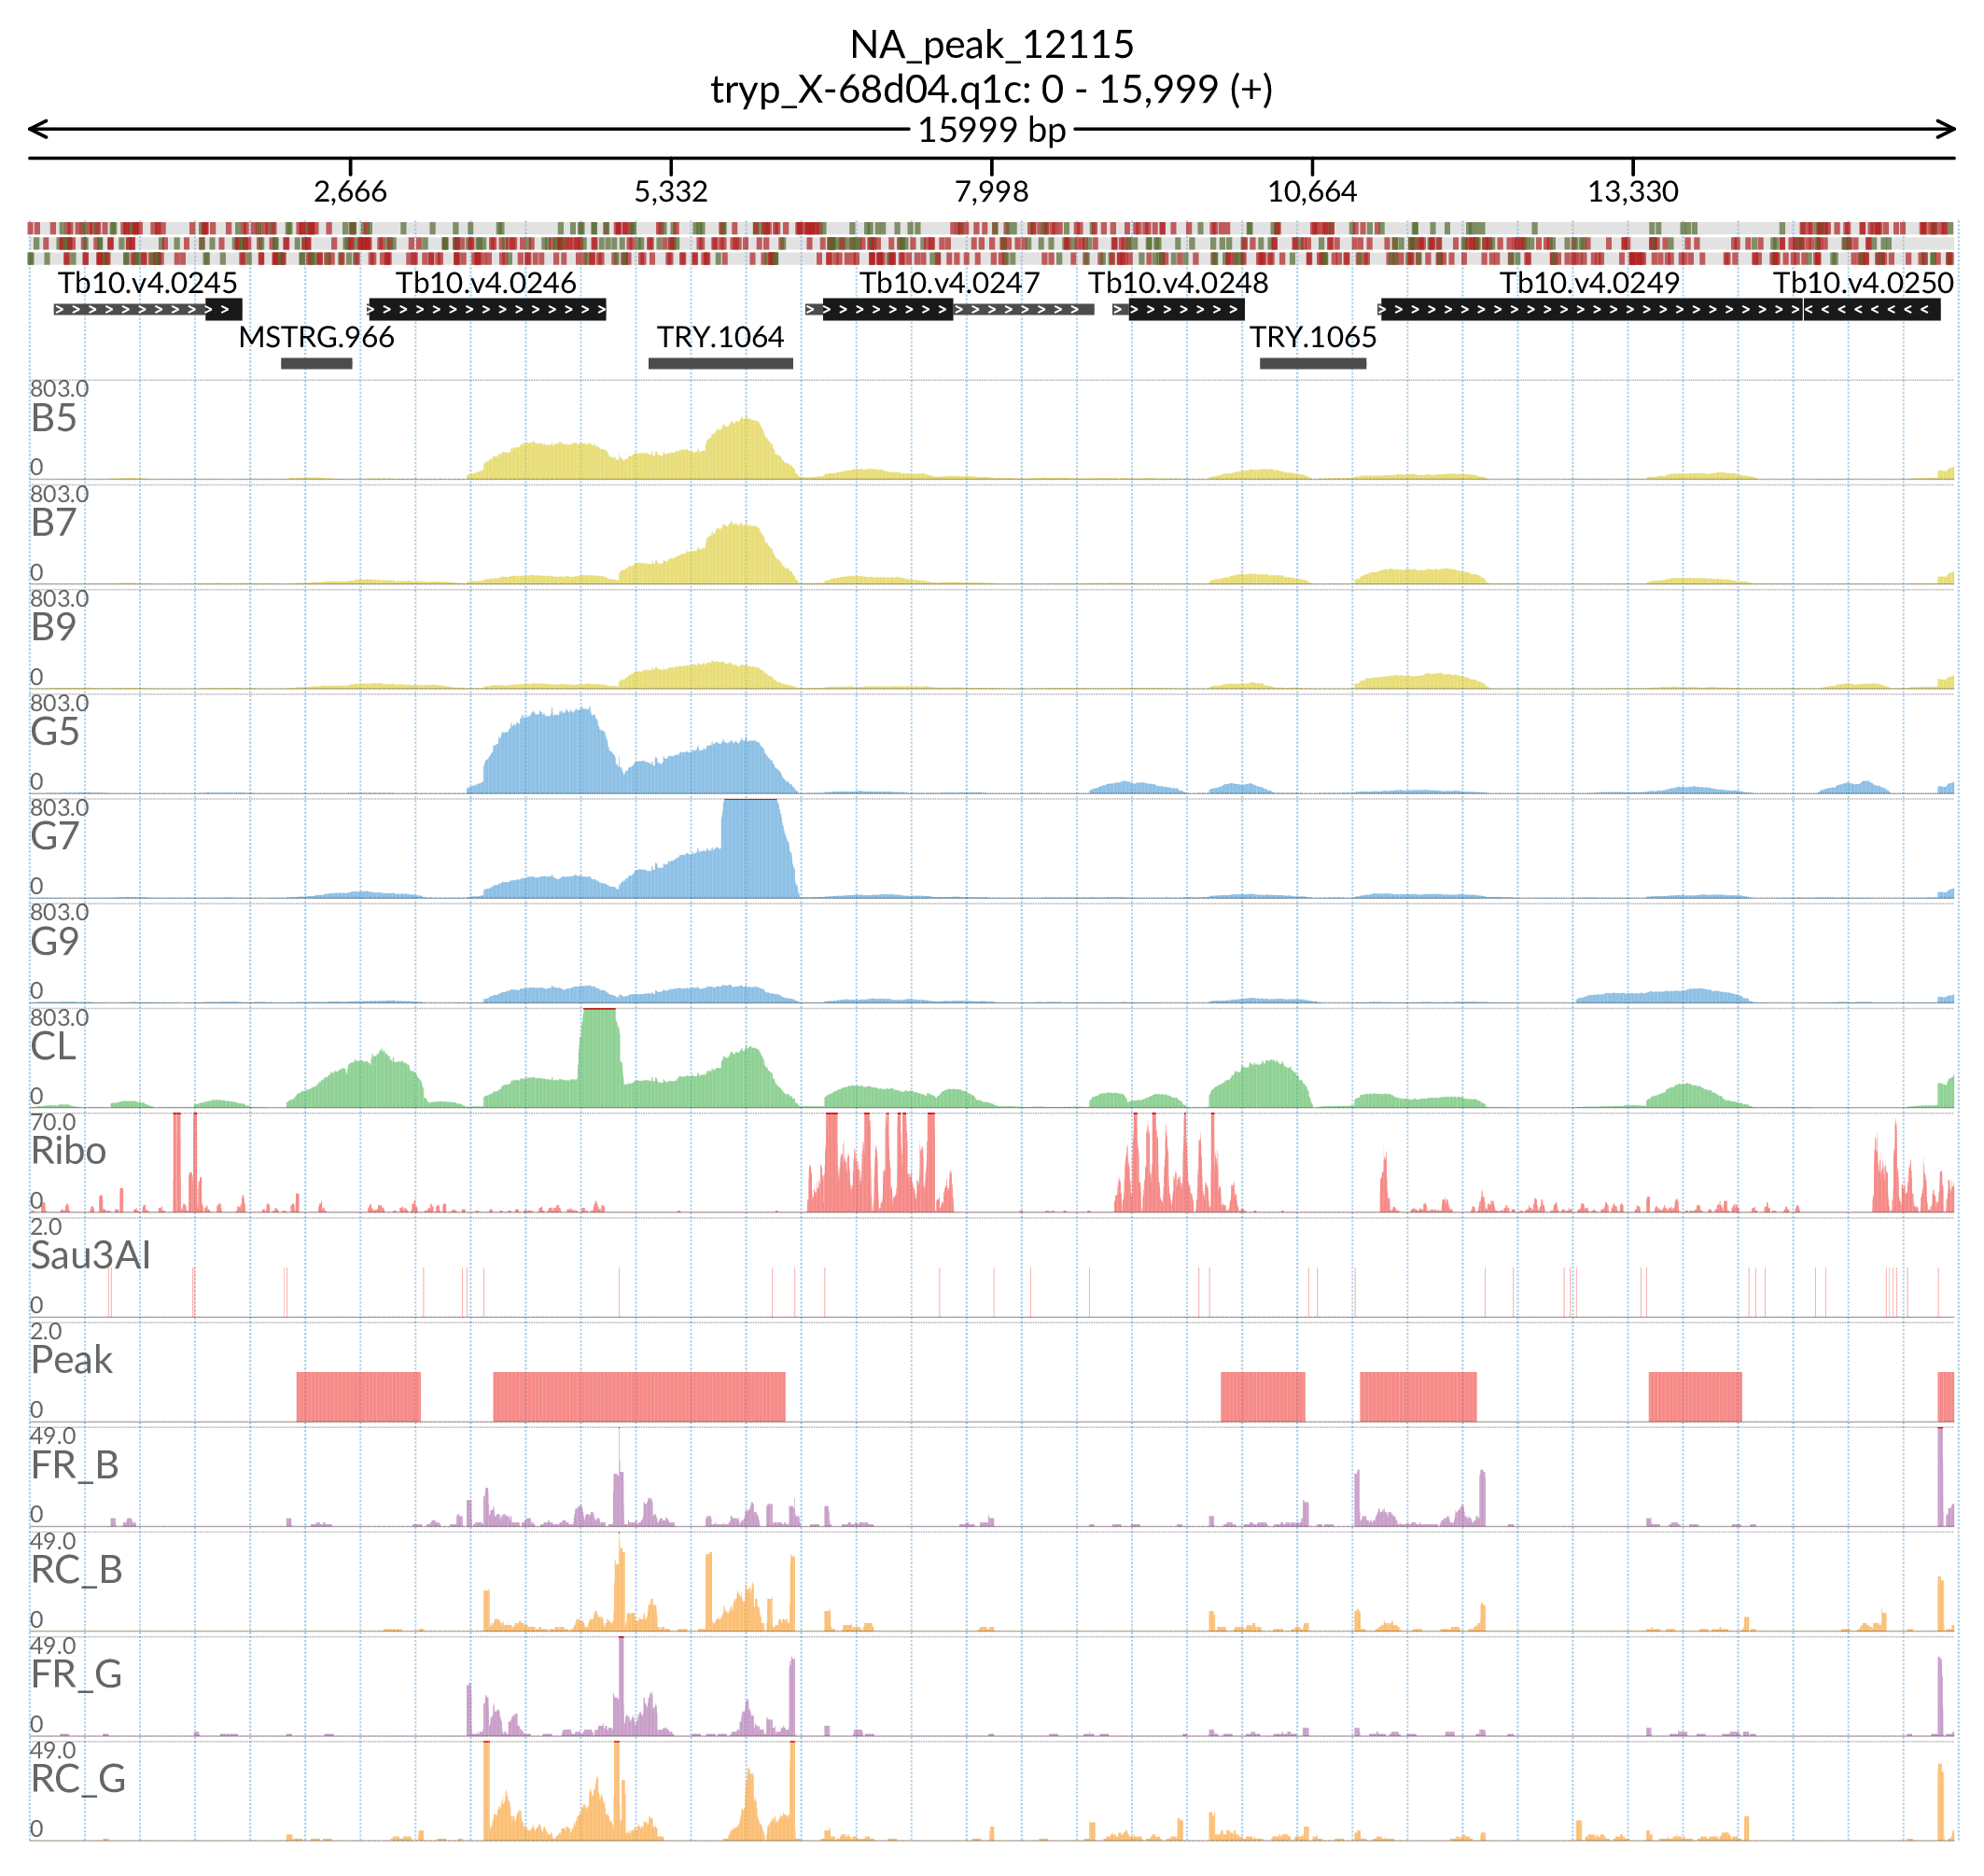 NA_peak_12115
tryp_X-68d04.q1c: 0 - 15,999 (+)
15999 bp
2,666 5,332 7,998 10,664 13,330
Tb10.v4.0245 Tb10.v4.0246 Tb10.v4.0247 Tb10.v4.0248 Tb10.v4.0249 Tb10.v4.0250
MSTRG.966 TRY.1064 TRY.1065
803.0
B5
0
803.0
B7
0
803.0
B9
0
803.0
G5
0
803.0
G7
0
803.0
G9
0
803.0
CL
0
70.0
Ribo
0
2.0
Sau3AI
0
2.0
Peak
0
49.0
FR_B
0
49.0
RC_B
0
49.0
FR_G
0
49.0
RC_G
0